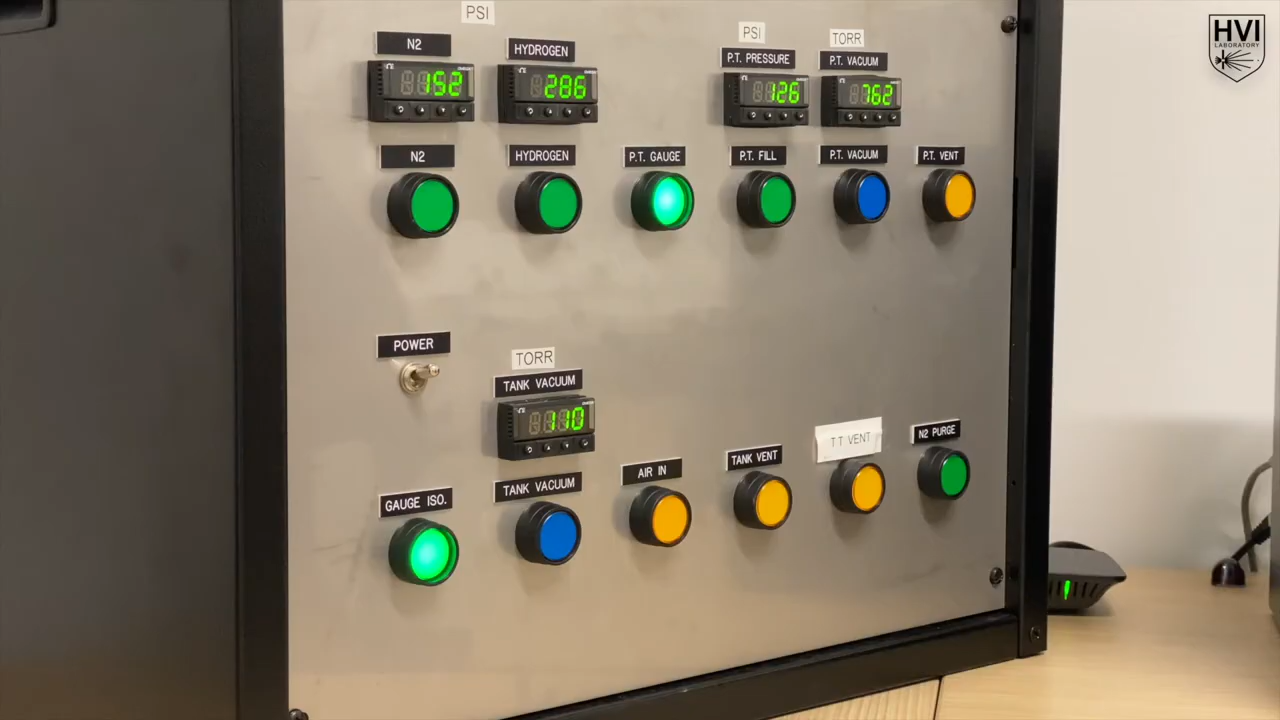 PSI
N2
HYDROGEN
152
286
PSI
TORR
P.T. PRESSURE
P.T. VACUUM
126
762
N2
HYDROGEN
P.T. GAUGE
P.T. FILL
P.T. VACUUM
P.T. VENT
POWER
TORR
TANK VACUUM
110
GAUGE ISO.
TANK VACUUM
AIR IN
TANK VENT
TT VENT
N2 PURGE
HVI
LABORATORY